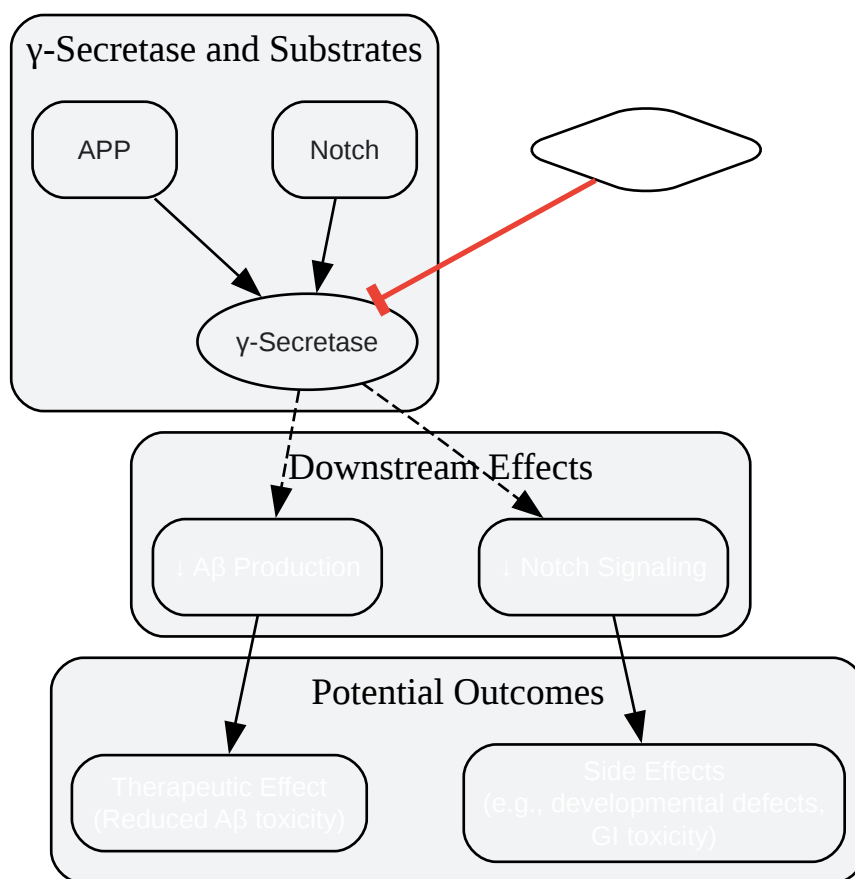 γ-Secretase and Substrates
APP
Notch
γ-Secretase
Downstream Effects
↓ Aβ Production
↓ Notch Signaling
Potential Outcomes
Therapeutic Effect
(Reduced Aβ toxicity)
Side Effects
(e.g., developmental defects,
GI toxicity)